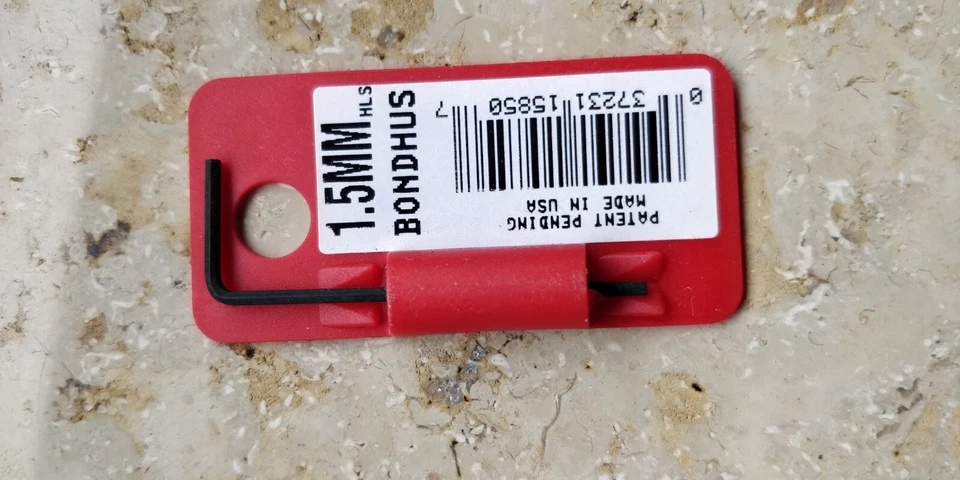 1.5MM HLS
BONDHUS
0 37231 15850 7
PATENT PENDING
MADE IN USA